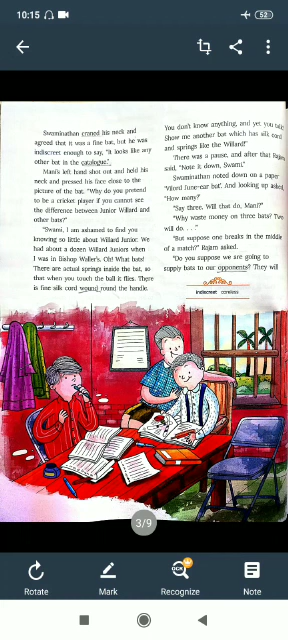 10:15
52
Swaminathan craned his neck and
agreed that it was a fine bat, but he was
indiscreet enough to say, "It looks like any
other bat in the catalogue."
Mani's left hand shot out and held his
neck and pressed his face close to the
picture of the bat. "Why do you pretend
to be a cricket player if you cannot see
the difference between Junior Willard and
other bats?"
"Swami, I am ashamed to find you
knowing so little about Willard Junior. We
had about a dozen Willard Juniors when
I was in Bishop Waller's. Oh! What bats!
There are actual springs inside the bat, so
that when you touch the ball it flies. There
is fine silk cord wound round the handle.
You don't know anything, and yet you talk!
Show me another bot which has silk cord
and springs like the Willard!"
There was a pause, and after that Rajam
said, "Note it down, Swami."
Swaminathan noted down on paper
'Vilord June-ear bat'. And looking up asked,
"How many?"
"Say three. Will that do, Mani?"
"Why waste money on three bats? Two
will do. . . ."
"But suppose one breaks in the middle
of a match?" Rajam asked.
"Do you suppose we are going to
supply bats to our opponents? They will
indiscreet careless
3/9
OCR
Rotate
Mark
Recognize
Note